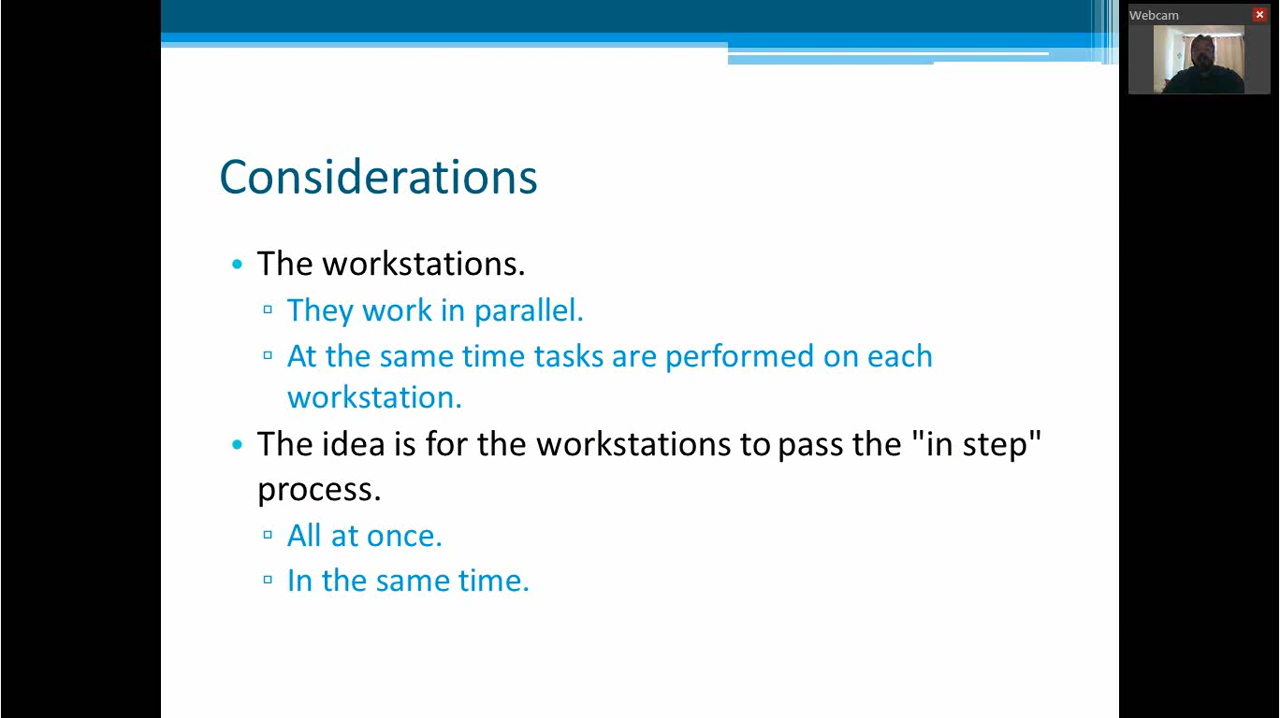 Webcam
Considerations
• The workstations.
▫ They work in parallel.
▫ At the same time tasks are performed on each
workstation.
• The idea is for the workstations to pass the "in step"
process.
▫ All at once.
▫ In the same time.